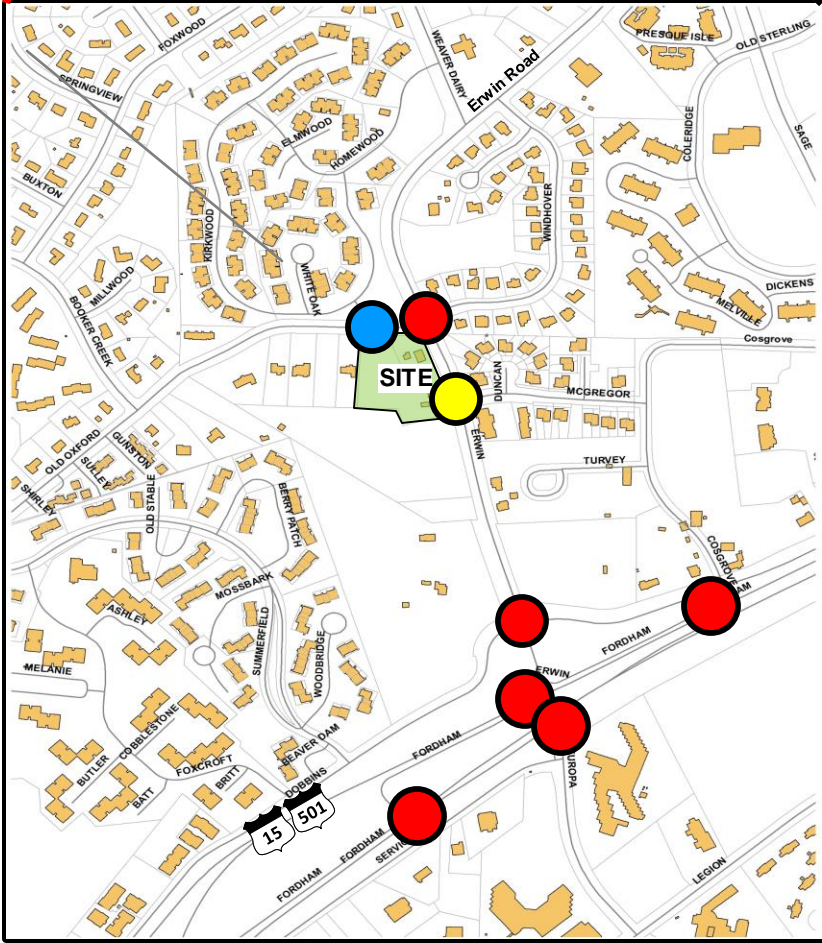 FOXWOOD
WEAVER DAIRY
PRESQUE ISLE
OLD STERLING
Erwin Road
SPRINGVIEW
ELMWOOD
HOMEWOOD
COLERIDGE
SAGE
BUXTON
KIRKWOOD
WINDHOVER
WHITE OAK
MILLWOOD
BOOKER CREEK
DICKENS
MELVILLE
Cosgrove
SITE
DUNCAN
MCGREGOR
ERWIN
OLD OXFORD
GUNSTON
SULLEY
SHIRLEY
OLD STABLE
BERRY PATCH
TURVEY
COSGROVE
AM
MOSSBARK
ASHLEY
SUMMERFIELD
WOODBRIDGE
FORDHAM
ERWIN
MELANIE
COBBLESTONE
BUTLER
BATT
FOXCROFT
BRITT
BEAVER DAM
DOBBINS
FORDHAM
UROPA
15
501
FORDHAM
SERVIC
FORDHAM
LEGION